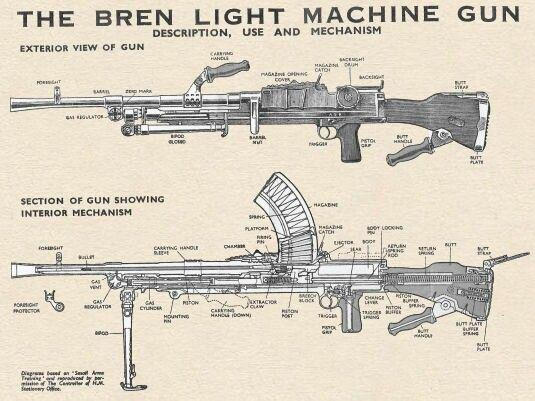 THE BREN LIGHT MACHINE GUN
DESCRIPTION, USE AND MECHANISM
EXTERIOR VIEW OF GUN
CARRYING
HANDLE
MAGAZINE OPENING
COVER
MAGAZINE
CATCH
BACKSIGHT
DRUM
BACKSIGHT
FORESIGHT
BARREL
ZERO MARK
BUTT
STRAP
GAS REGULATOR
BIPOD
CLOSED
BARREL
NUT
TRIGGER
PISTOL
GRIP
BUTT
HANDLE
BUTT
PLATE
SECTION OF GUN SHOWING
INTERIOR MECHANISM
SPRING
MAGAZINE
PLATFORM
FIRING
PIN
CHAMBER
MAGAZINE
CATCH
EJECTOR
SEAR
BODY
PIN
BODY
LOCKING
RETURN
SPRING
ROD
RETURN
SPRING
BUTT
BUTT
STRAP
FORESIGHT
BULLET
CARRYING HANDLE
SLEEVE
GAS
VENT
GAS
REGULATOR
GAS
CYLINDER
PISTON
MOUNTING
PIN
CARRYING
HANDLE (DOWN)
EXTRACTOR
CLAW
PISTON
POST
BREECH
BLOCK
TRIGGER
PISTOL
GRIP
CHANGE
LEVER
TRIGGER
SPRING
PISTON
BUFFER
SPRING
PISTON
BUFFER
BUTT
HANDLE
BUTT PLATE
BUFFER
SPRING
BUTT
PLATE
FORESIGHT
PROTECTOR
BIPOD
Diagrams based on 'Small Arms
Training' and reproduced by per-
mission of The Controller of H.M.
Stationery Office.